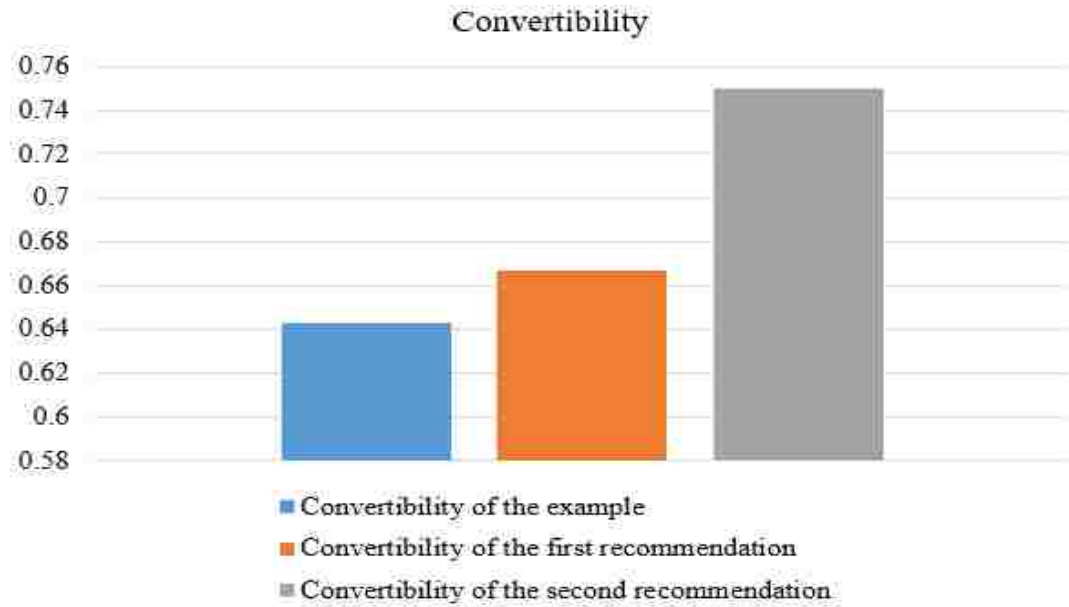 Convertibility
0.76
0.74
0.72
0.7
0.68
0.66
0.64
0.62
0.6
0.58
Convertibility of the example
Convertibility of the first recommendation
Convertibility of the second recommendation